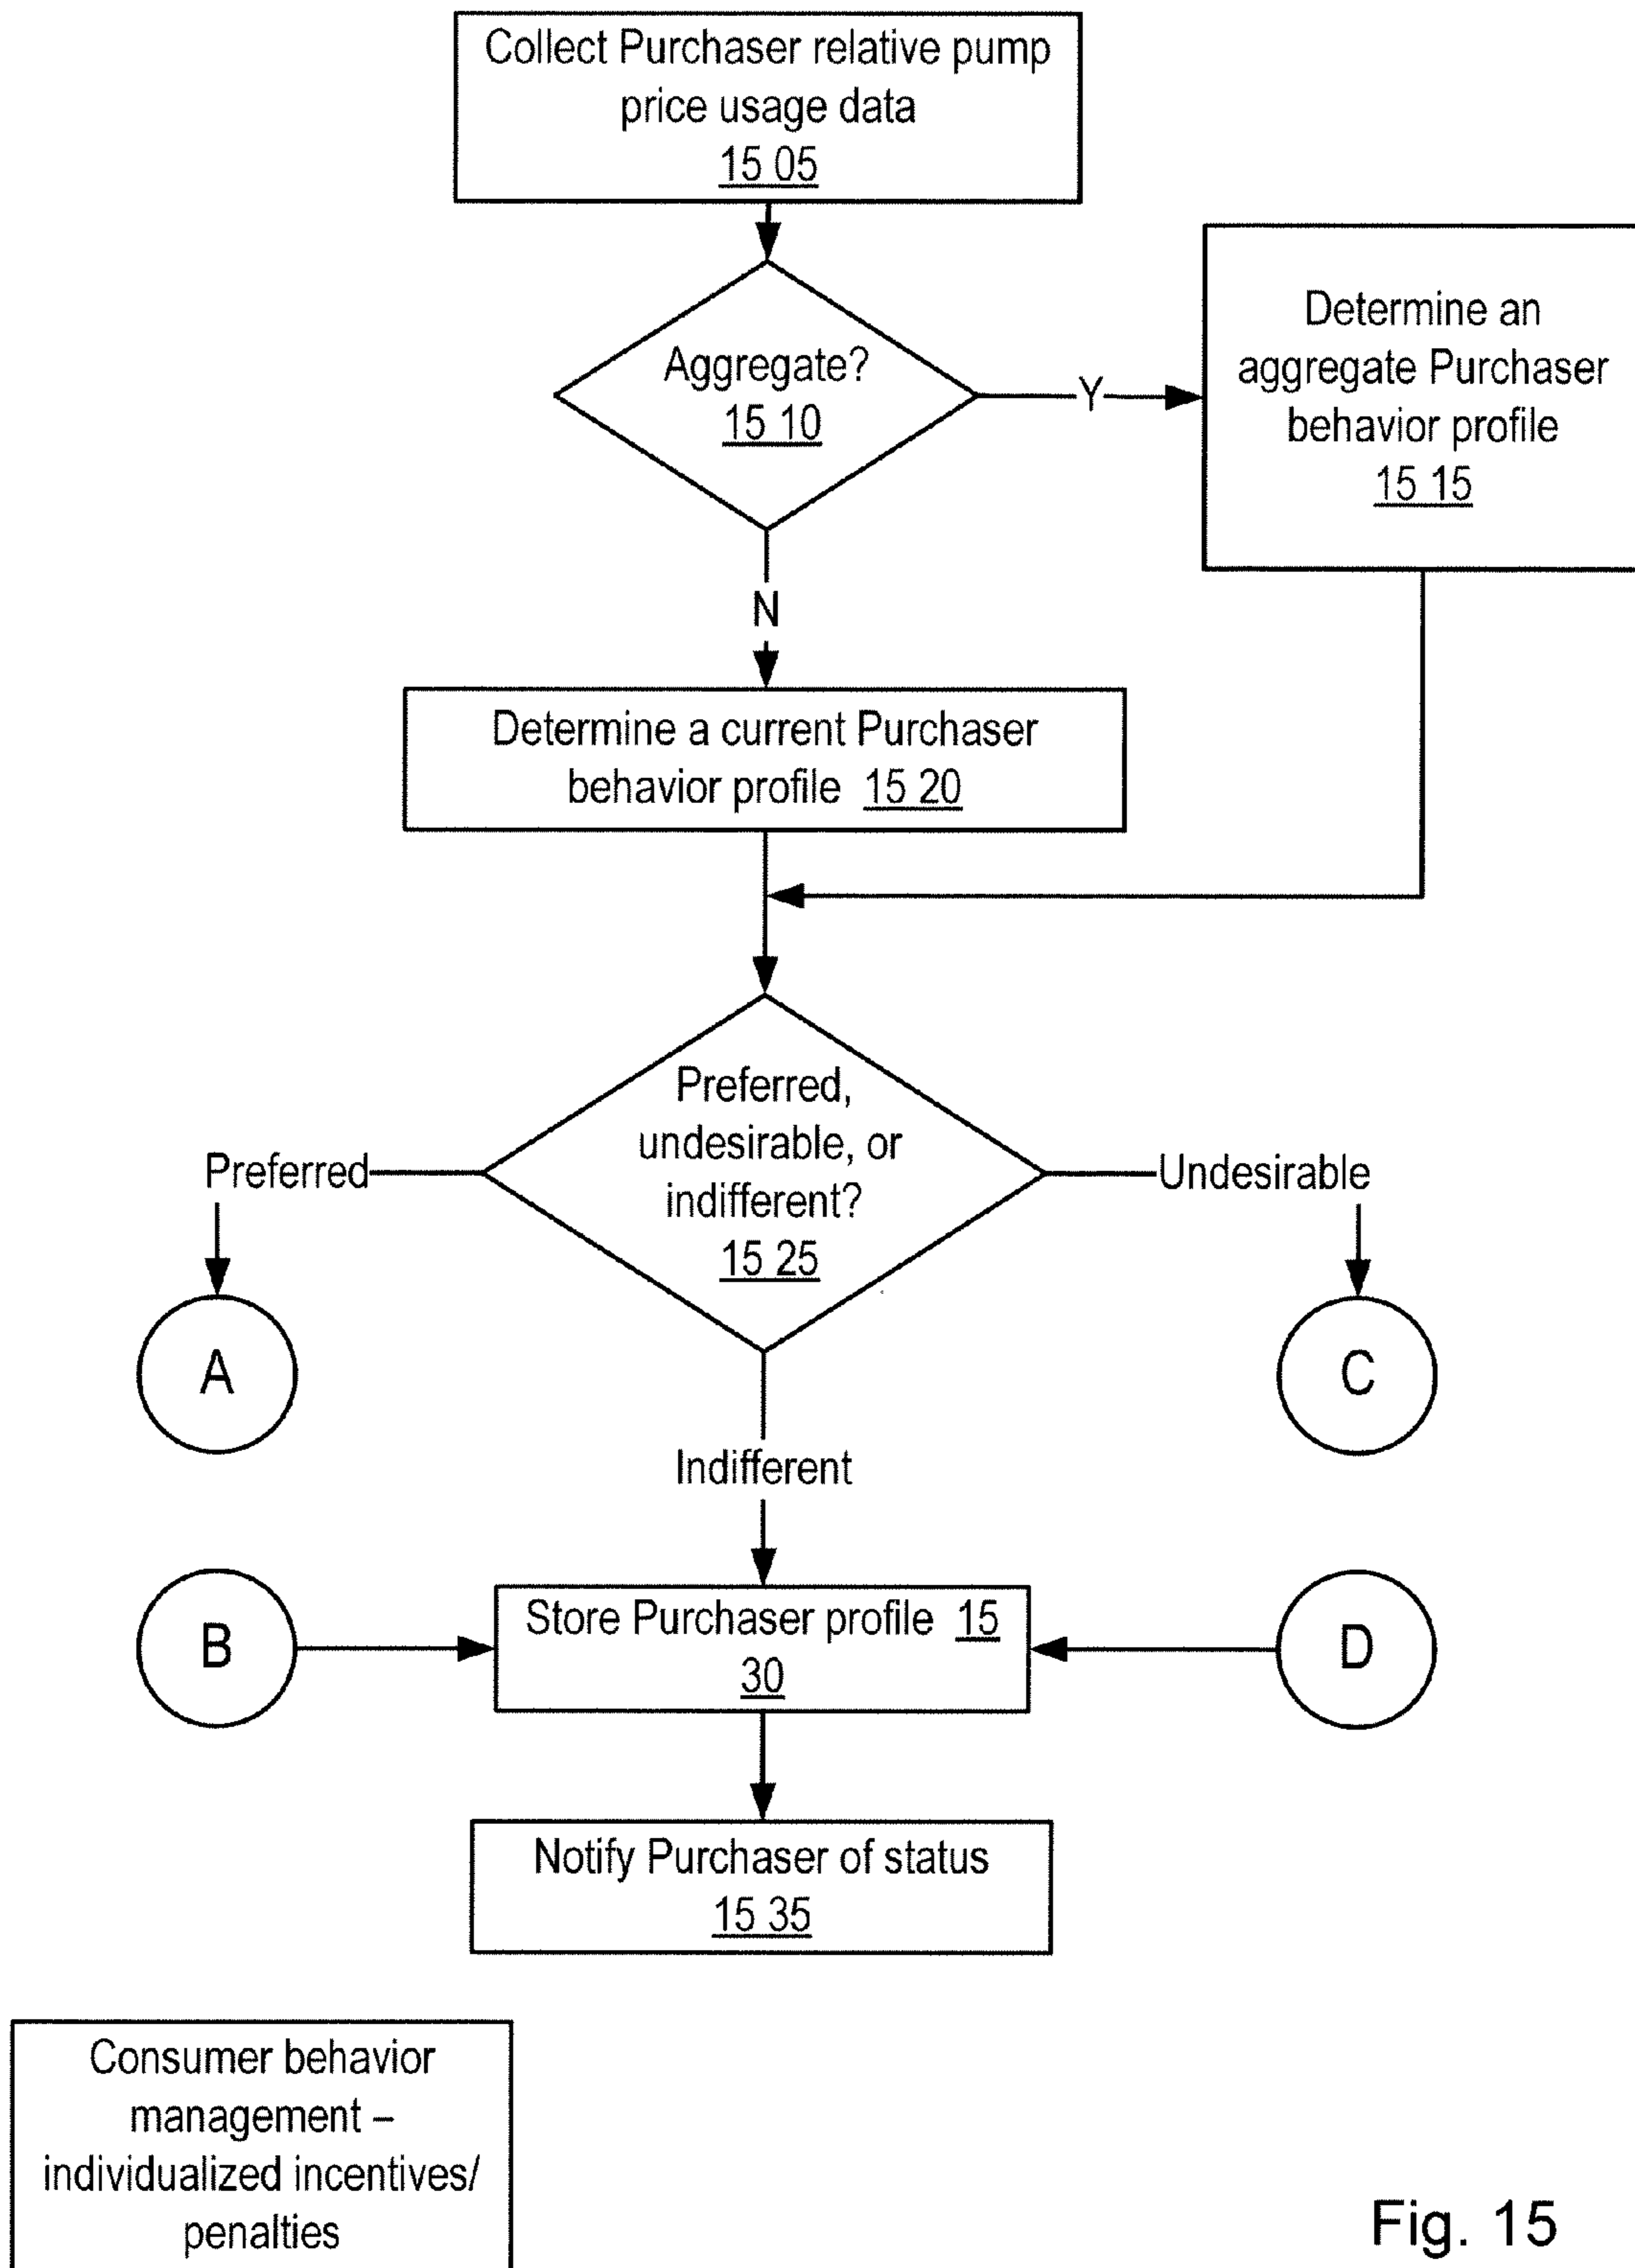 Collect Purchaser relative pump
price usage data
15 05
Aggregate?
15 10
Y
Determine an
aggregate Purchaser
behavior profile
15 15
N
Determine a current Purchaser
behavior profile 15 20
Preferred,
undesirable, or
indifferent?
15 25
Preferred
Undesirable
A
C
Indifferent
B
Store Purchaser profile 15
30
D
Notify Purchaser of status
15 35
Consumer behavior
management –
individualized incentives/
penalties
Fig. 15